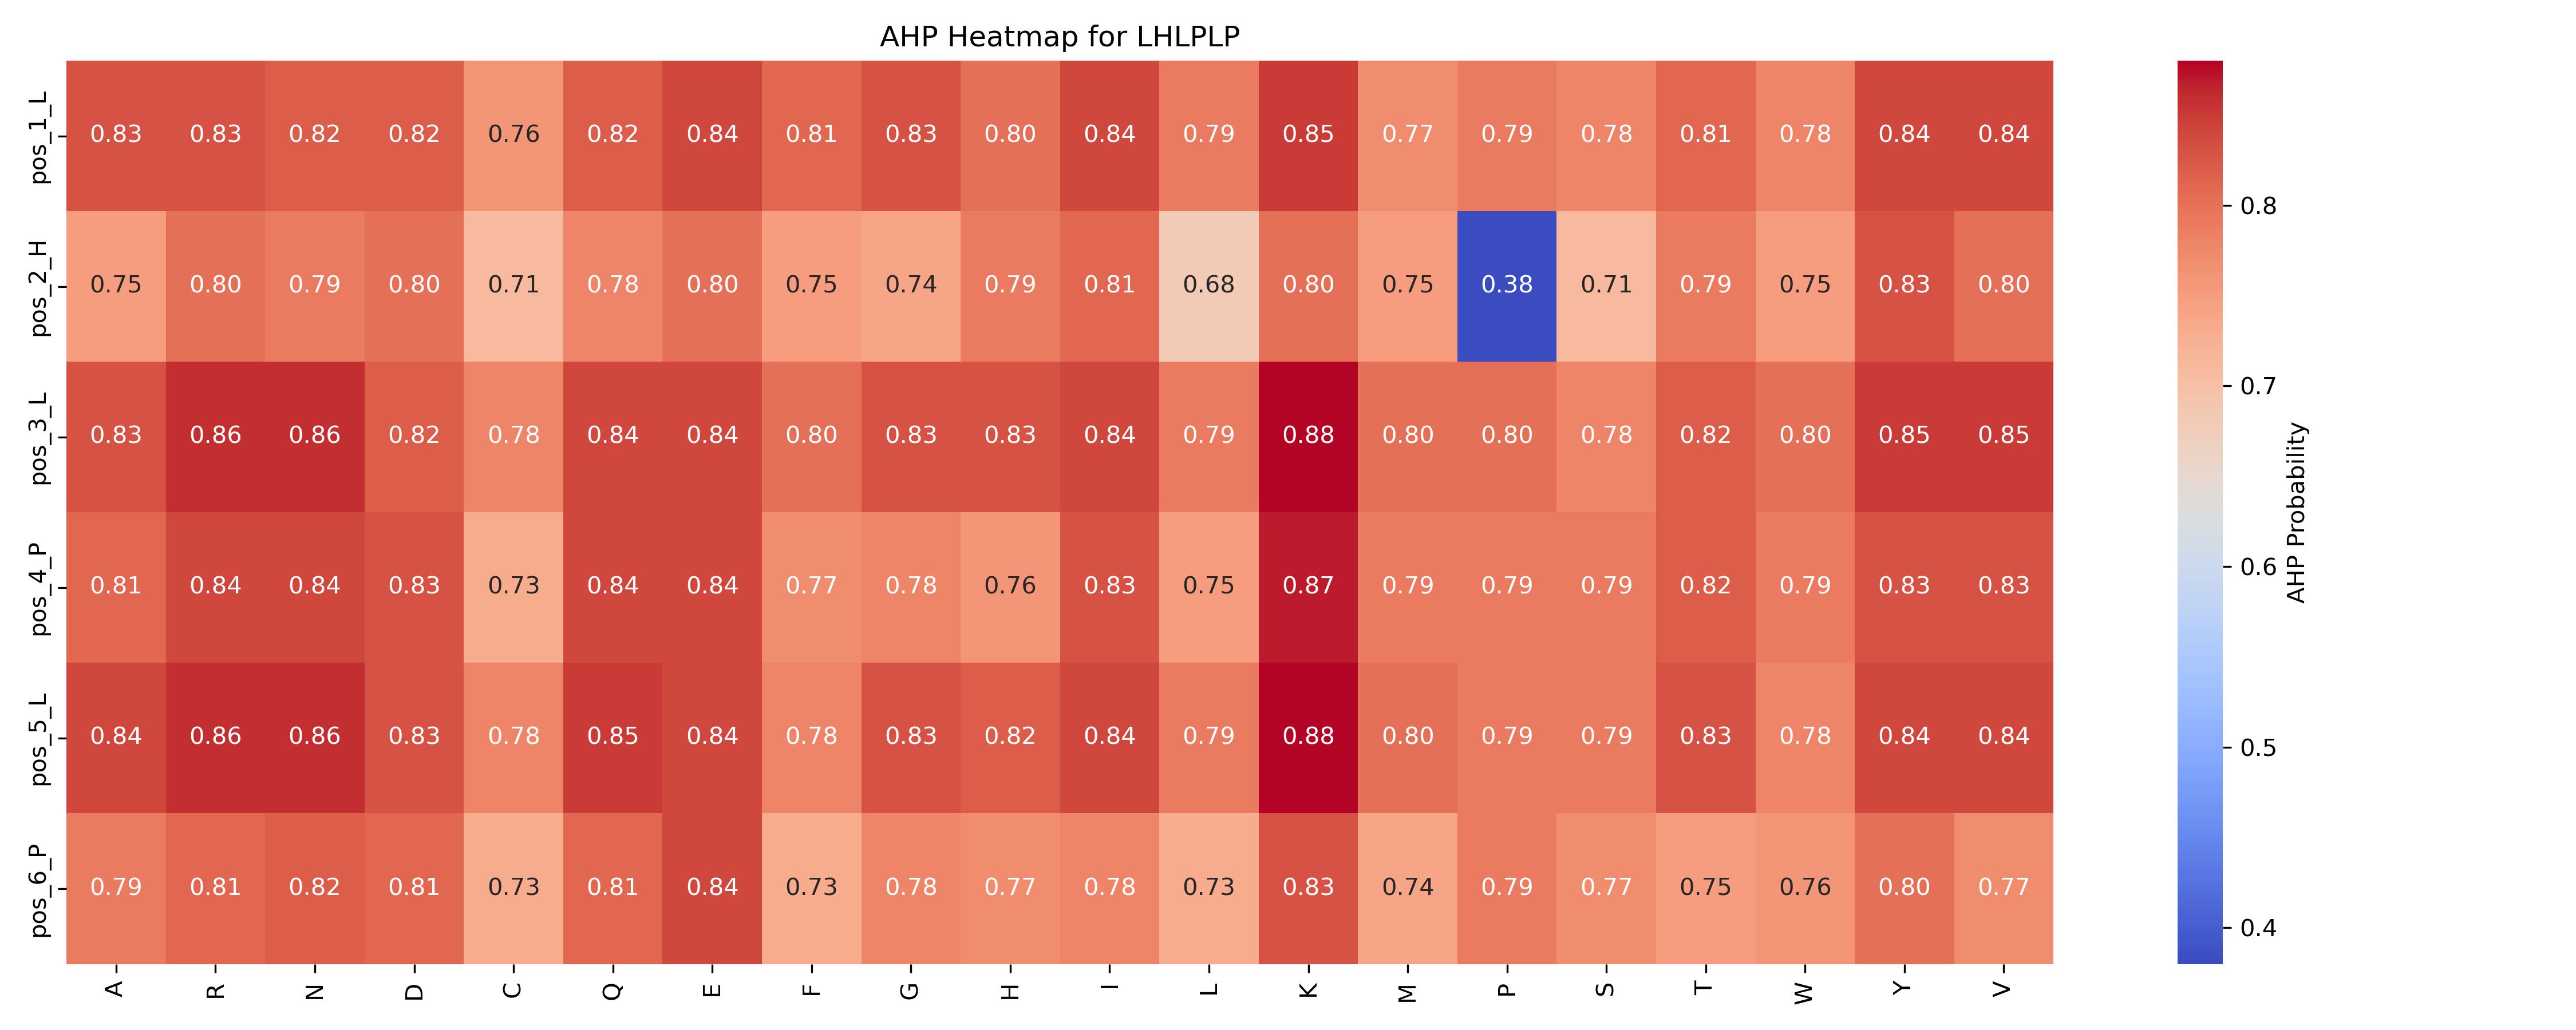 AHP Heatmap for LHLPLP
pos_1_L 0.83 0.83 0.82 0.82 0.76 0.82 0.84 0.81 0.83 0.80 0.84 0.79 0.85 0.77 0.79 0.78 0.81 0.78 0.84 0.84
pos_2_H 0.75 0.80 0.79 0.80 0.71 0.78 0.80 0.75 0.74 0.79 0.81 0.68 0.80 0.75 0.38 0.71 0.79 0.75 0.83 0.80
pos_3_L 0.83 0.86 0.86 0.82 0.78 0.84 0.84 0.80 0.83 0.83 0.84 0.79 0.88 0.80 0.80 0.78 0.82 0.80 0.85 0.85
pos_4_P 0.81 0.84 0.84 0.83 0.73 0.84 0.84 0.77 0.78 0.76 0.83 0.75 0.87 0.79 0.79 0.79 0.82 0.79 0.83 0.83
pos_5_L 0.84 0.86 0.86 0.83 0.78 0.85 0.84 0.78 0.83 0.82 0.84 0.79 0.88 0.80 0.79 0.79 0.83 0.78 0.84 0.84
pos_6_P 0.79 0.81 0.82 0.81 0.73 0.81 0.84 0.73 0.78 0.77 0.78 0.73 0.83 0.74 0.79 0.77 0.75 0.76 0.80 0.77
A R N D C Q E F G H I L K M P S T W Y V
0.8
0.7
0.6
0.5
0.4
AHP Probability